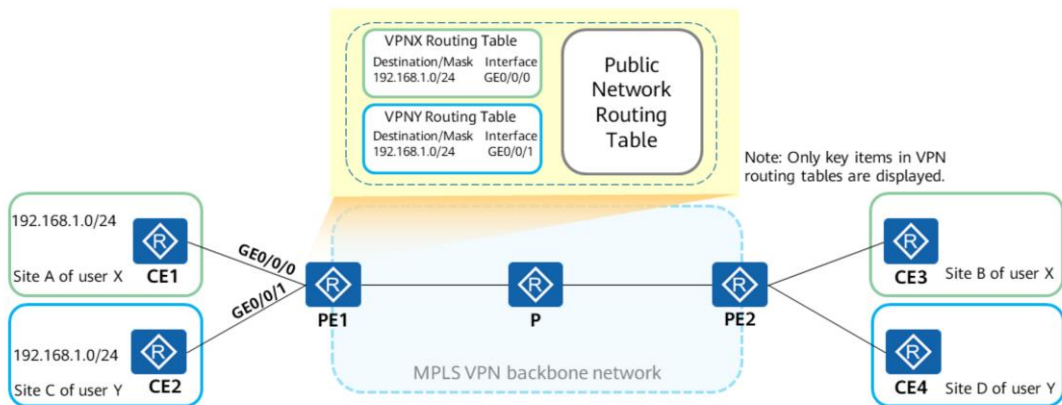 VPNX Routing Table
Destination/Mask Interface
192.168.1.0/24 GE0/0/0
VPNY Routing Table
Destination/Mask Interface
192.168.1.0/24 GE0/0/1
Public
Network
Routing
Table
Note: Only key items in VPN
routing tables are displayed.
192.168.1.0/24
R
Site A of user X
CE1
GE0/0/0
GE0/0/1
192.168.1.0/24
R
Site C of user Y
CE2
R
PE1
R
P
R
PE2
MPLS VPN backbone network
R
CE3
Site B of user X
R
CE4
Site D of user Y